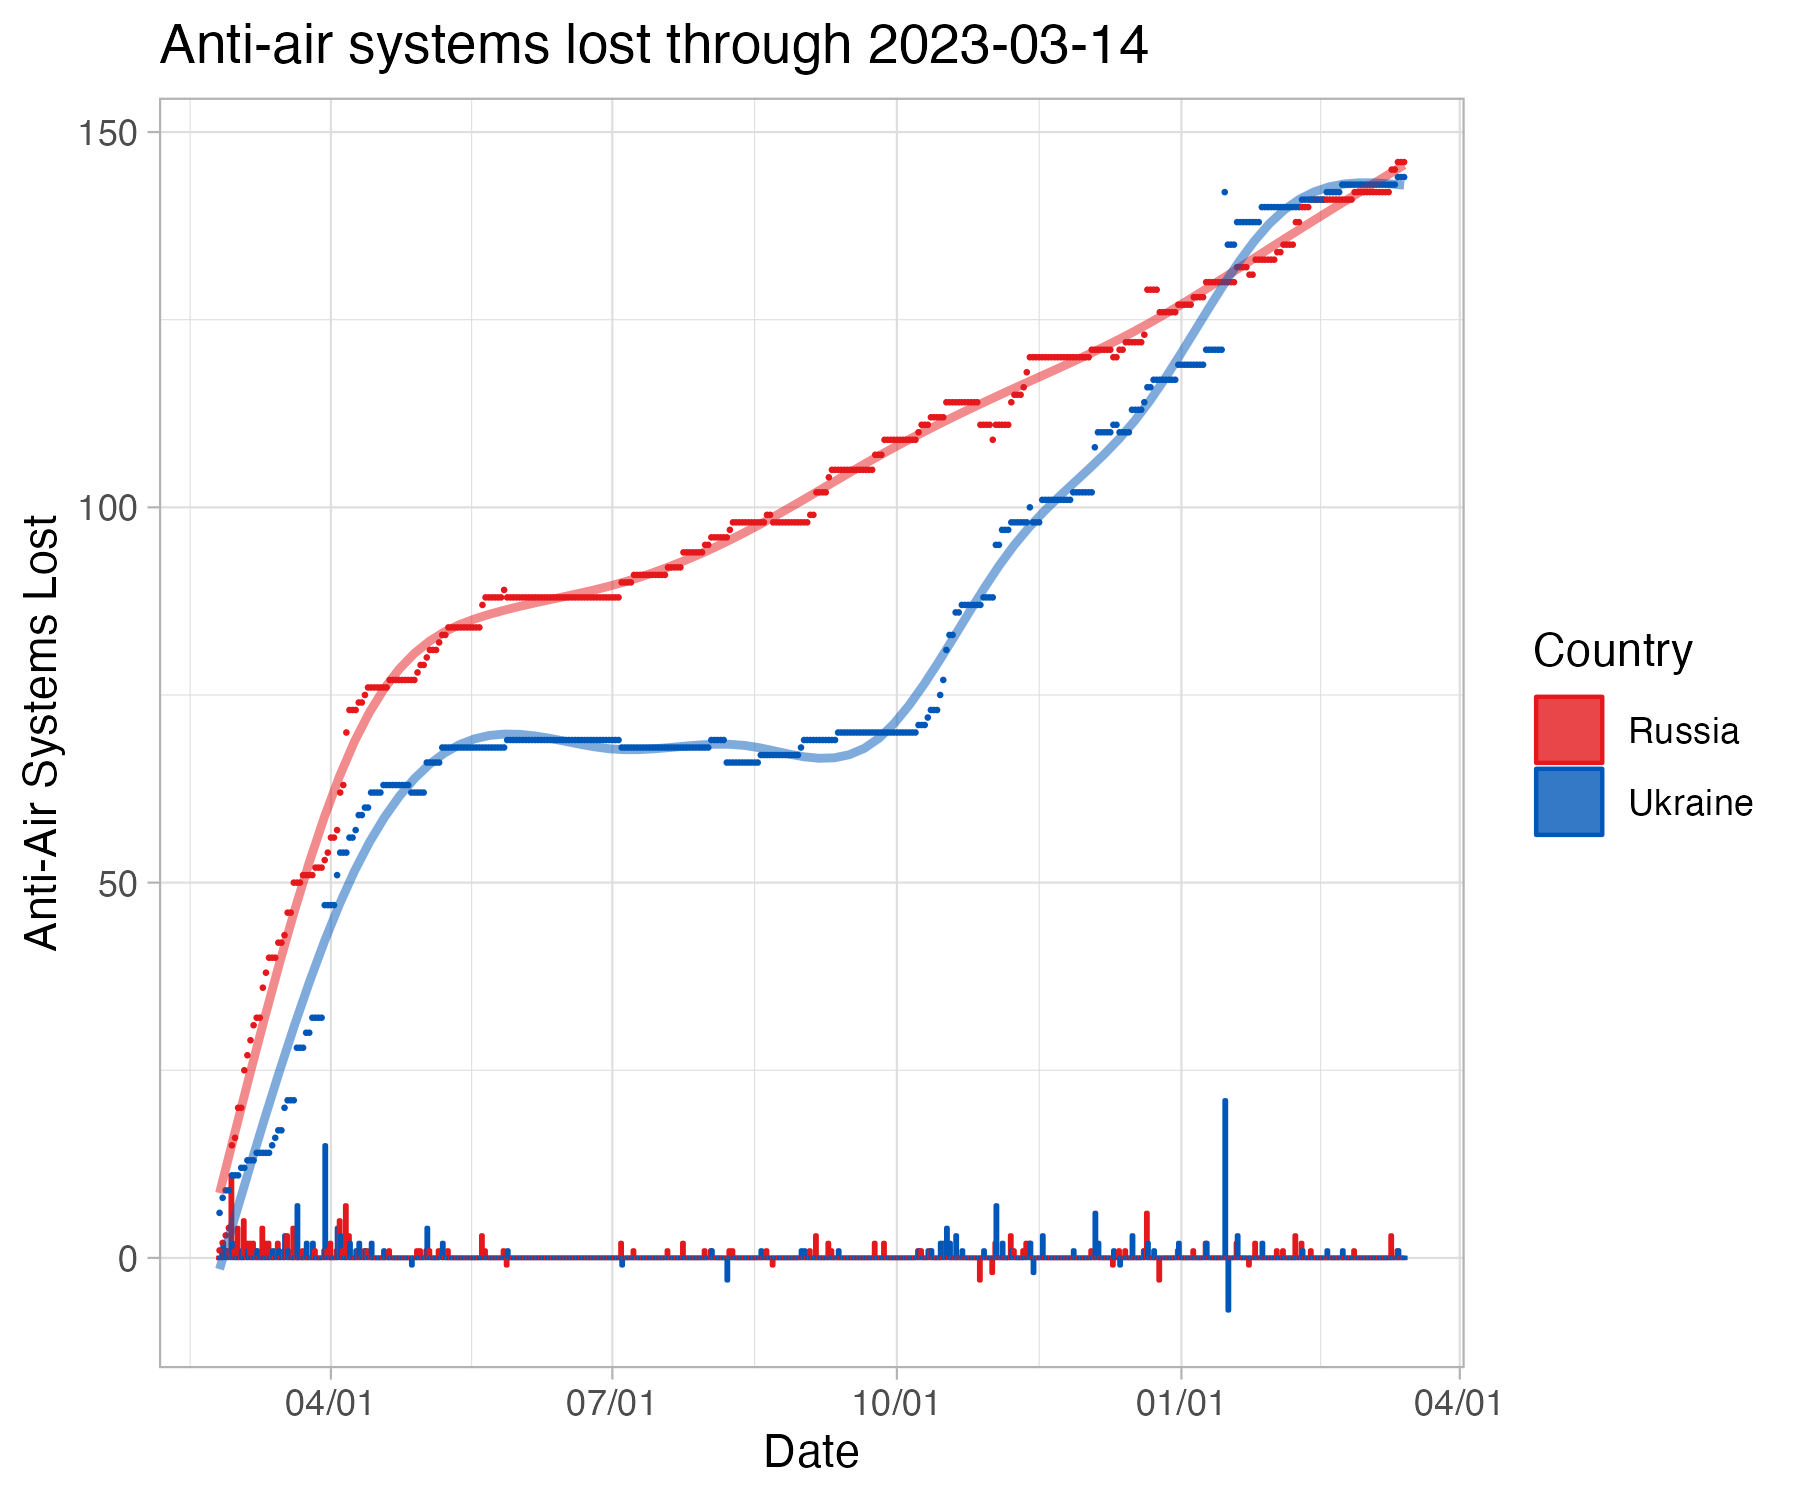 Anti-air systems lost through 2023-03-14
Anti-Air Systems Lost
150
100
50
0
04/01
07/01
10/01
01/01
04/01
Date
Country
Russia
Ukraine